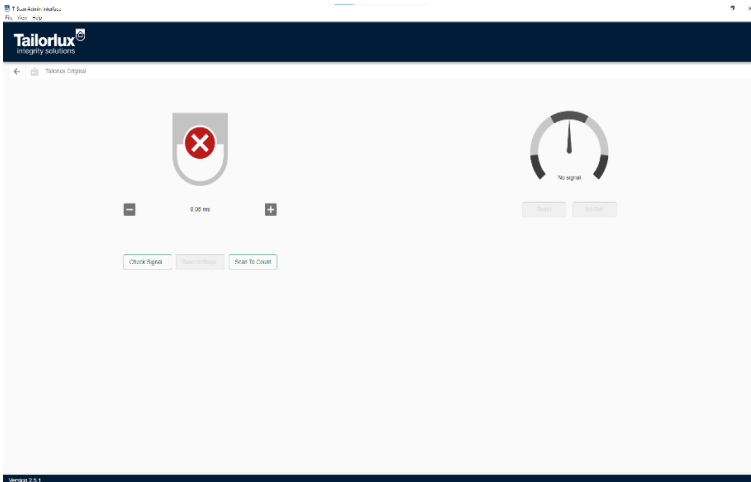 T Scan Admin Interface
File View Help
Tailorlux
integrity solutions
Tailorlux Original
No signal
0.05 ms
Check Signal
Scan To Count
Version 2.5.1